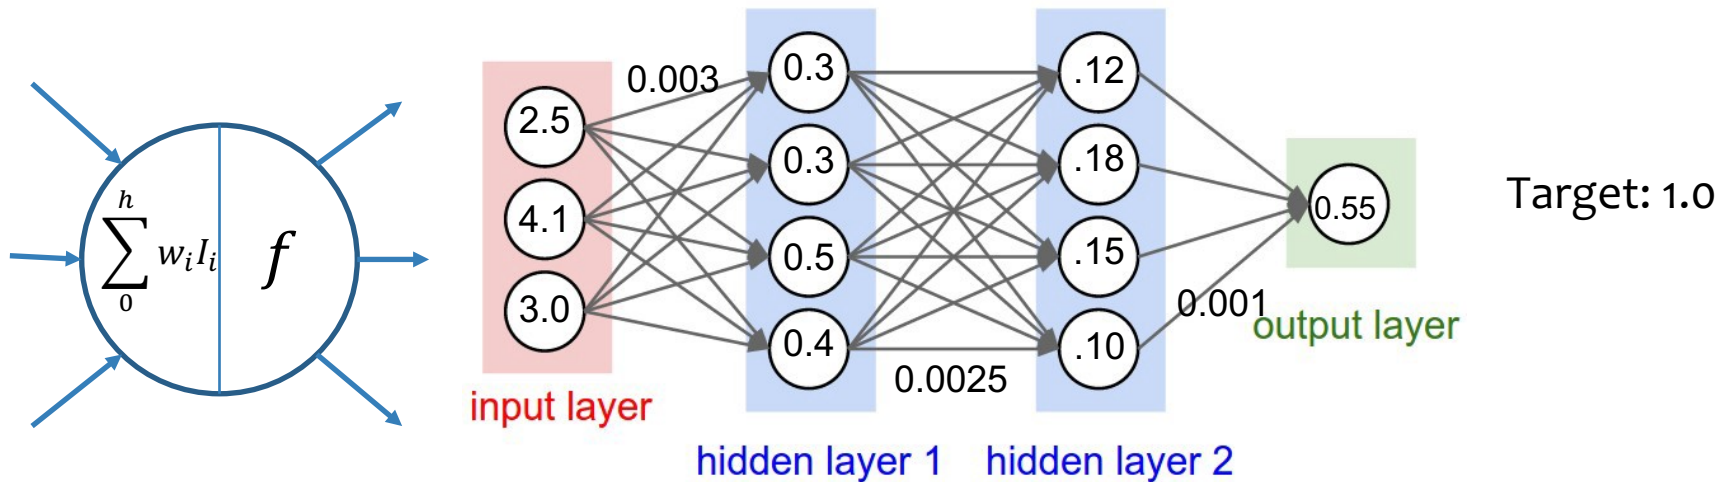 h
∑ wᵢIᵢ
0
f
2.5
4.1
3.0
input layer
0.003
0.3
0.3
0.5
0.4
hidden layer 1
0.0025
.12
.18
.15
.10
hidden layer 2
0.001
0.55
output layer
Target: 1.0